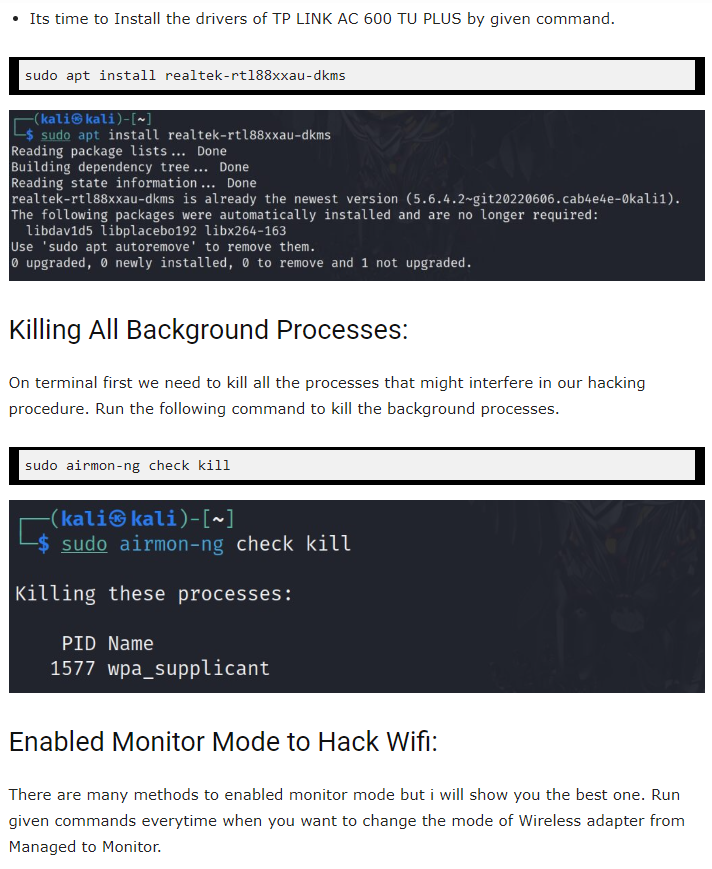 • Its time to Install the drivers of TP LINK AC 600 TU PLUS by given command.
sudo apt install realtek-rtl88xxau-dkms
┌──(kali㉿kali)-[~]
└─$ sudo apt install realtek-rtl88xxau-dkms
Reading package lists... Done
Building dependency tree... Done
Reading state information... Done
realtek-rtl88xxau-dkms is already the newest version (5.6.4.2~git20220606.cab4e4e-0kali1).
The following packages were automatically installed and are no longer required:
  libdav1d5 libplacebo192 libx264-163
Use 'sudo apt autoremove' to remove them.
0 upgraded, 0 newly installed, 0 to remove and 1 not upgraded.
Killing All Background Processes:
On terminal first we need to kill all the processes that might interfere in our hacking
procedure. Run the following command to kill the background processes.
sudo airmon-ng check kill
┌──(kali㉿kali)-[~]
└─$ sudo airmon-ng check kill
Killing these processes:
PID Name
1577 wpa_supplicant
Enabled Monitor Mode to Hack Wifi:
There are many methods to enabled monitor mode but i will show you the best one. Run
given commands everytime when you want to change the mode of Wireless adapter from
Managed to Monitor.